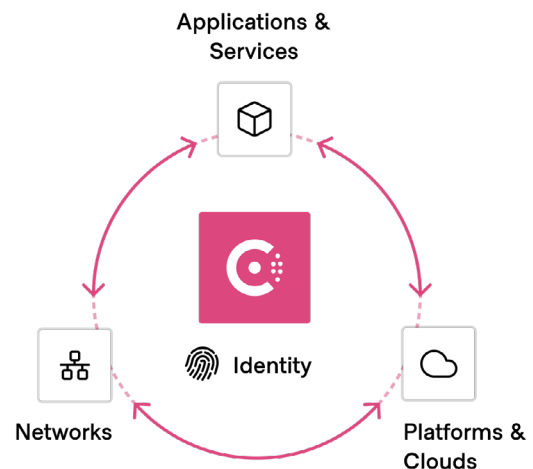 Applications &
Services
Identity
Networks
Platforms &
Clouds